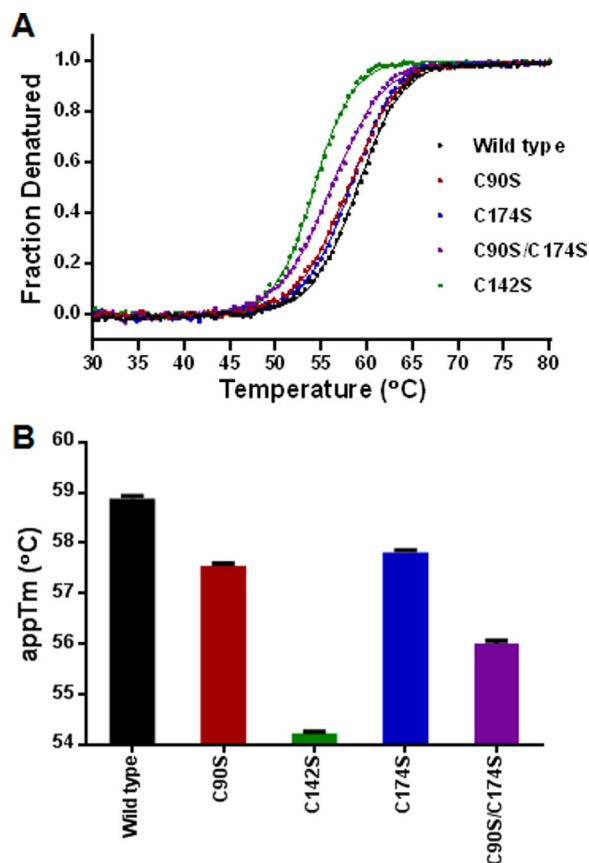 A
Fraction Denatured
1.0
0.8
0.6
0.4
0.2
0.0
Wild type
C90S
C174S
C90S/C174S
C142S
30 35 40 45 50 55 60 65 70 75 80
Temperature (°C)
B
appTm (°C)
60
59
58
57
56
55
54
Wild type
C90S
C142S
C174S
C90S/C174S